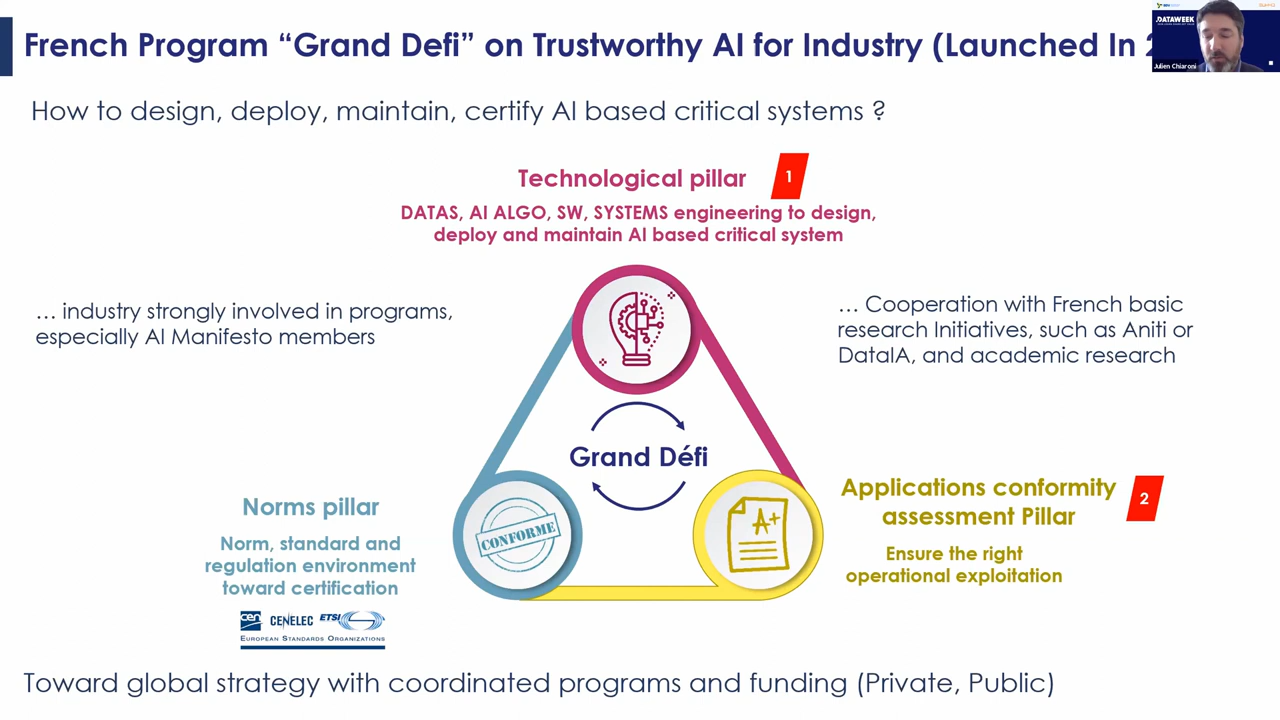 French Program “Grand Defi” on Trustworthy AI for Industry (Launched In 2
DATAWEEK
Julien Chiaroni
How to design, deploy, maintain, certify AI based critical systems ?
Technological pillar
1
DATAS, AI ALGO, SW, SYSTEMS engineering to design,
deploy and maintain AI based critical system
… industry strongly involved in programs,
especially AI Manifesto members
… Cooperation with French basic
research Initiatives, such as Aniti or
DataIA, and academic research
Grand Défi
CONFORME
A+
Norms pillar
Norm, standard and
regulation environment
toward certification
cen CENELEC ETSI
EUROPEAN STANDARDS ORGANIZATIONS
Applications conformity
assessment Pillar
2
Ensure the right
operational exploitation
Toward global strategy with coordinated programs and funding (Private, Public)